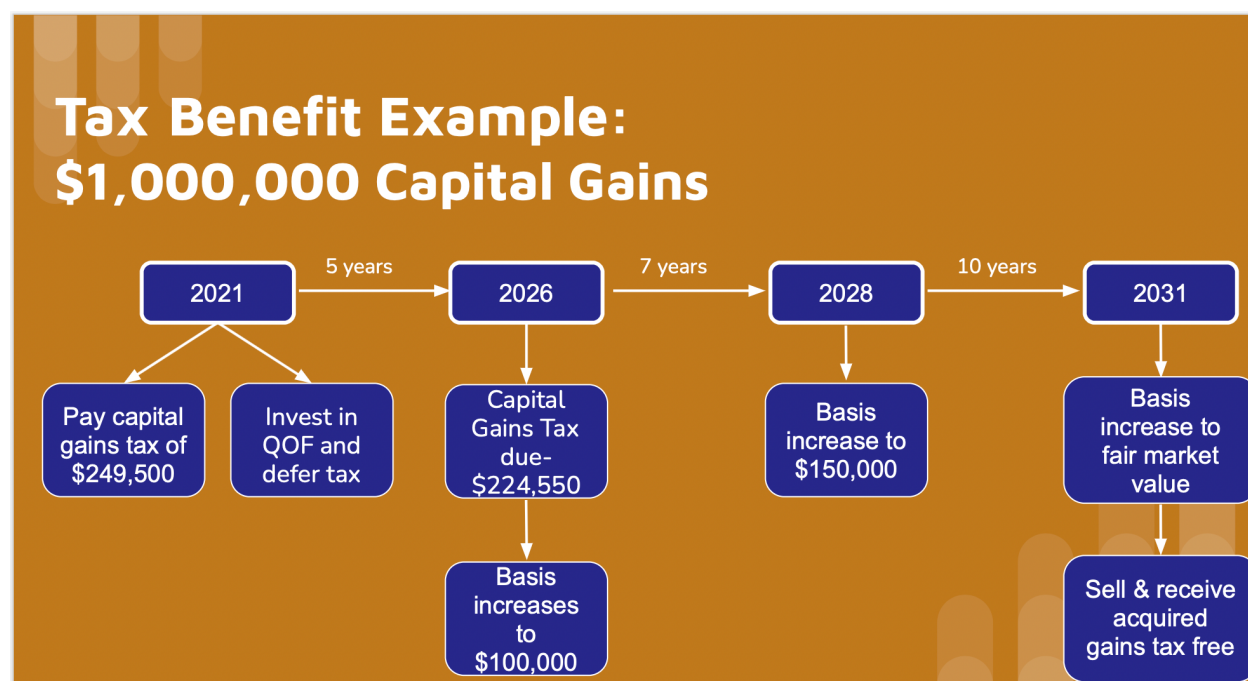 Tax Benefit Example:
$1,000,000 Capital Gains
5 years
7 years
10 years
2021
2026
2028
2031
Pay capital
gains tax of
$249,500
Invest in
QOF and
defer tax
Capital
Gains Tax
due-
$224,550
Basis
increase to
$150,000
Basis
increase to
fair market
value
Basis
increases
to
$100,000
Sell & receive
acquired
gains tax free